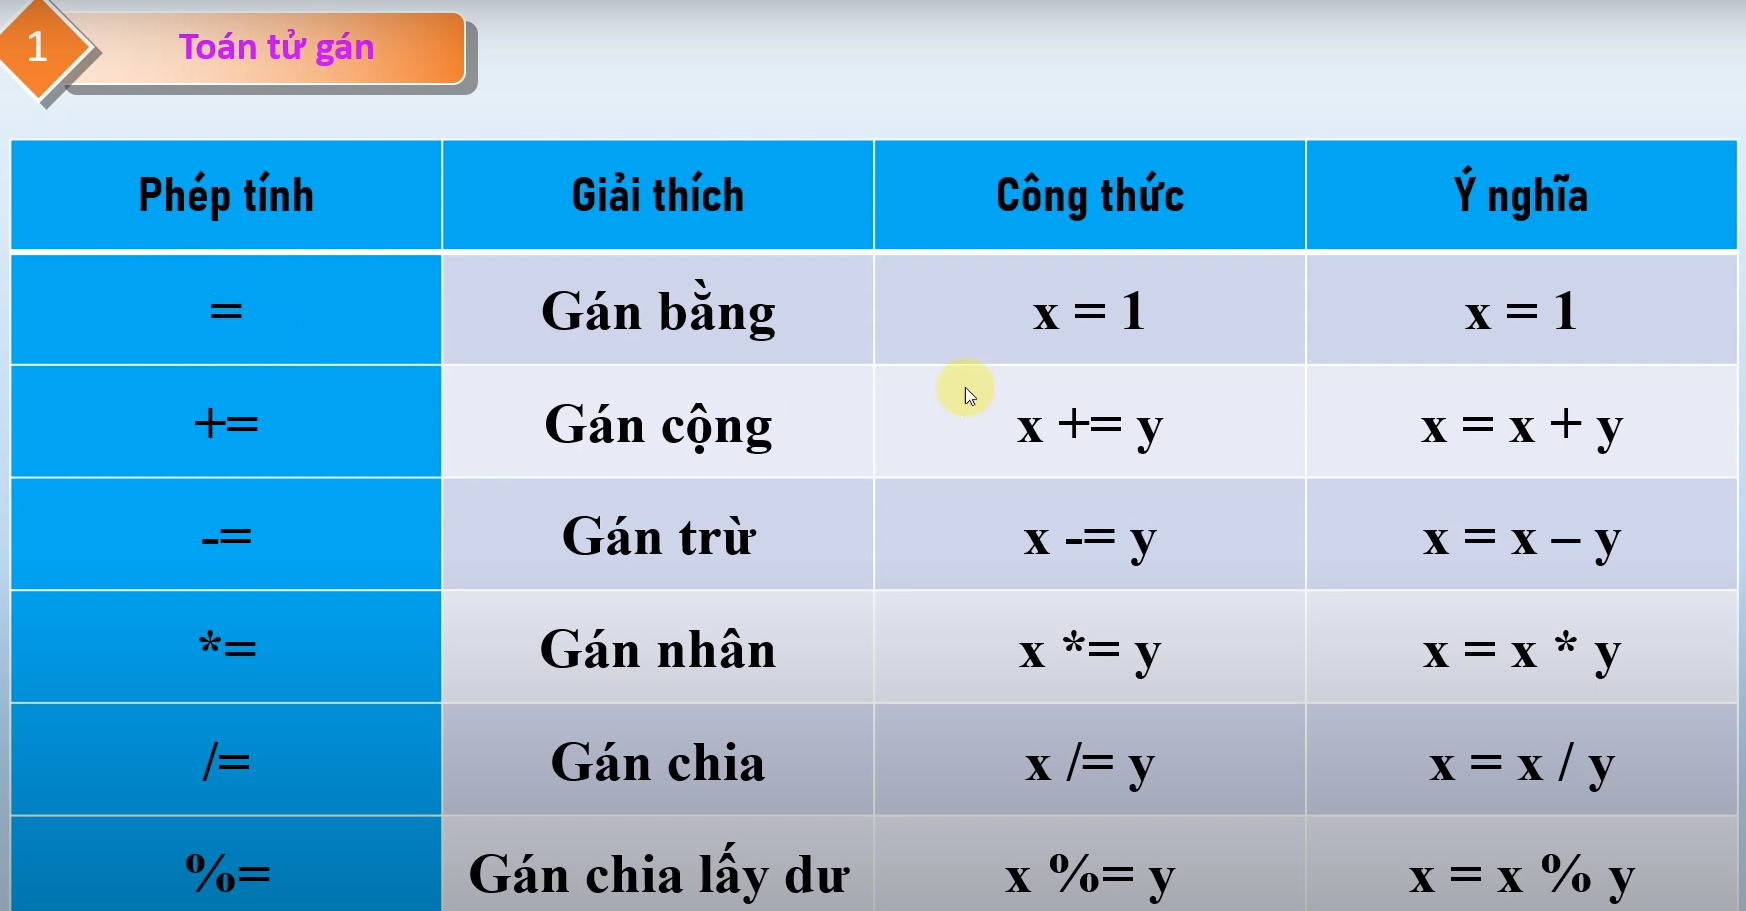 1
Toán tử gán
Phép tính Giải thích Công thức Ý nghĩa
= Gán bằng x = 1 x = 1
+= Gán cộng x += y x = x + y
-= Gán trừ x -= y x = x – y
*= Gán nhân x *= y x = x * y
/= Gán chia x /= y x = x / y
%= Gán chia lấy dư x %= y x = x % y